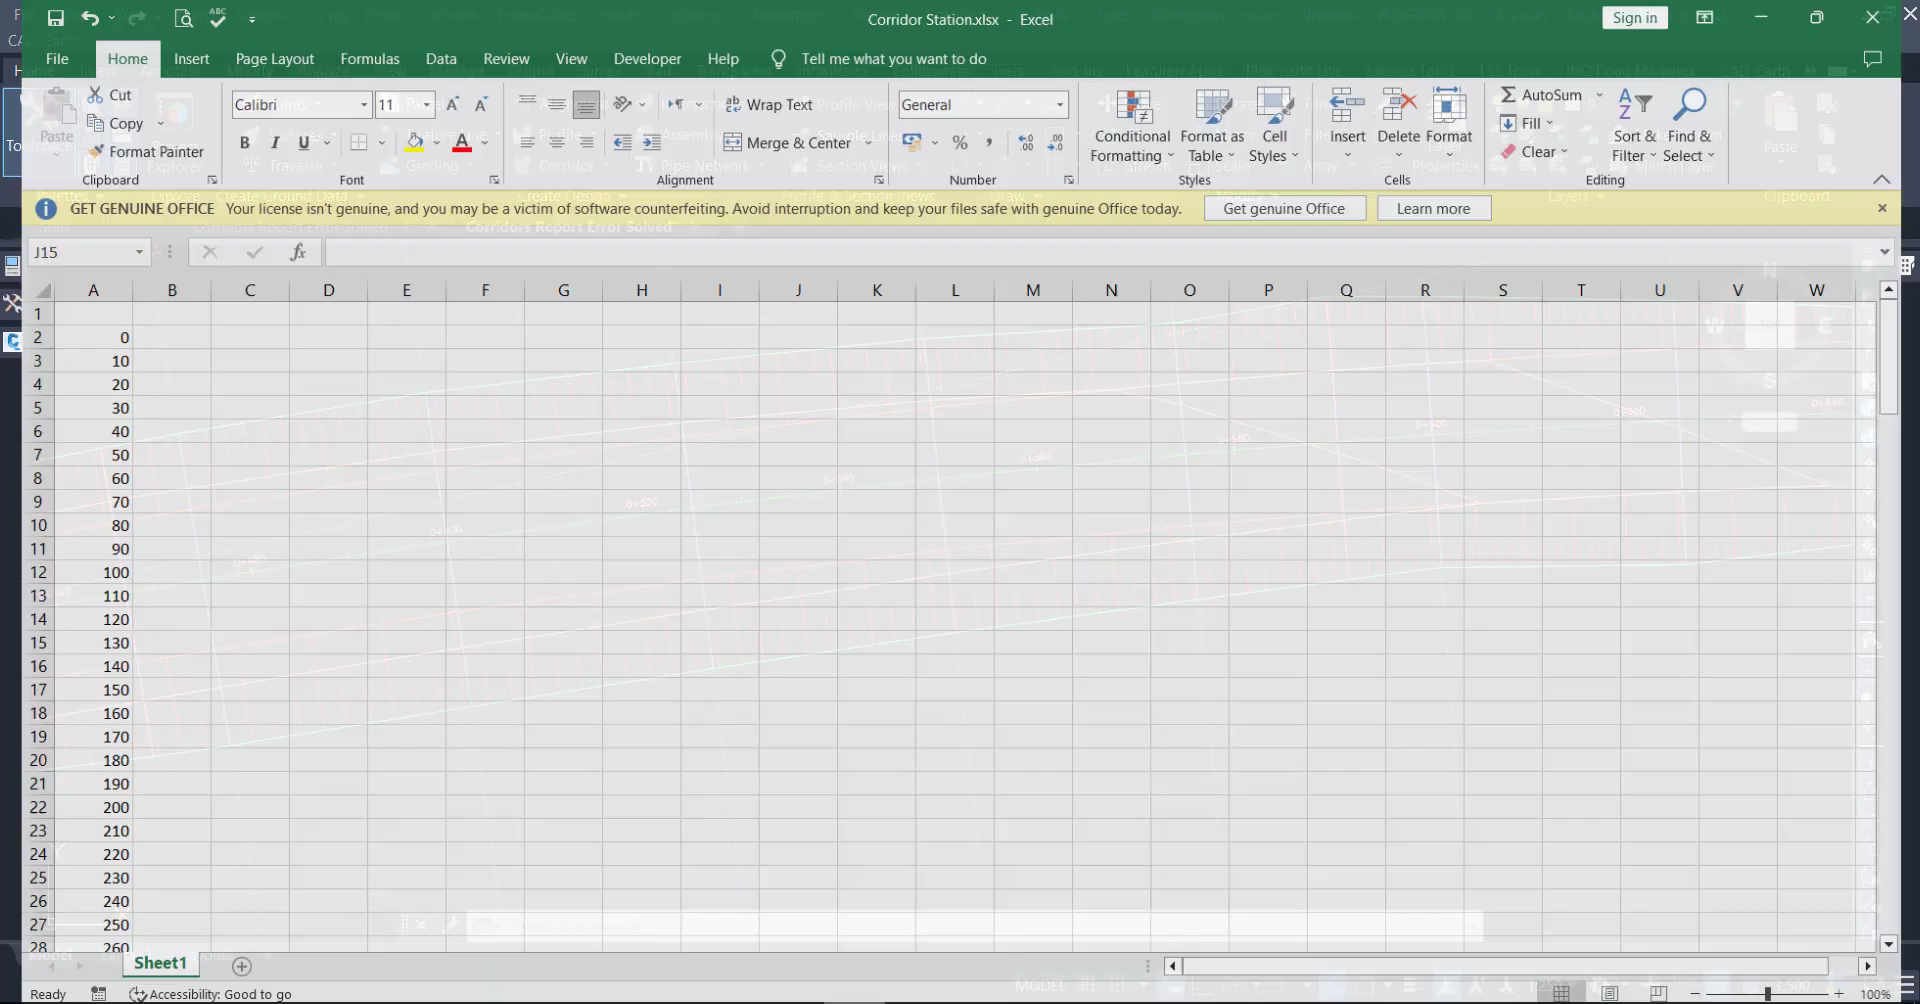 Corridor Station.xlsx - Excel
Sign in
File Home Insert Page Layout Formulas Data Review View Developer Help Tell me what you want to do
Paste
Cut
Copy
Format Painter
Clipboard
Calibri 11
B I U A
Font
Wrap Text
Merge & Center
Alignment
General
% ,
Number
Conditional Formatting
Format as Table
Cell Styles
Styles
Insert
Delete
Format
Cells
AutoSum
Fill
Clear
Sort & Filter
Find & Select
Editing
GET GENUINE OFFICE Your license isn't genuine, and you may be a victim of software counterfeiting. Avoid interruption and keep your files safe with genuine Office today. Get genuine Office Learn more
Corridors Report Error Solved
J15 fx
A B C D E F G H I J K L M N O P Q R S T U V W
1
2 0
3 10
4 20
5 30
6 40
7 50
8 60
9 70
10 80
11 90
12 100
13 110
14 120
15 130
16 140
17 150
18 160
19 170
20 180
21 190
22 200
23 210
24 220
25 230
26 240
27 250
28 260
Sheet1
MODEL
Ready Accessibility: Good to go 100%